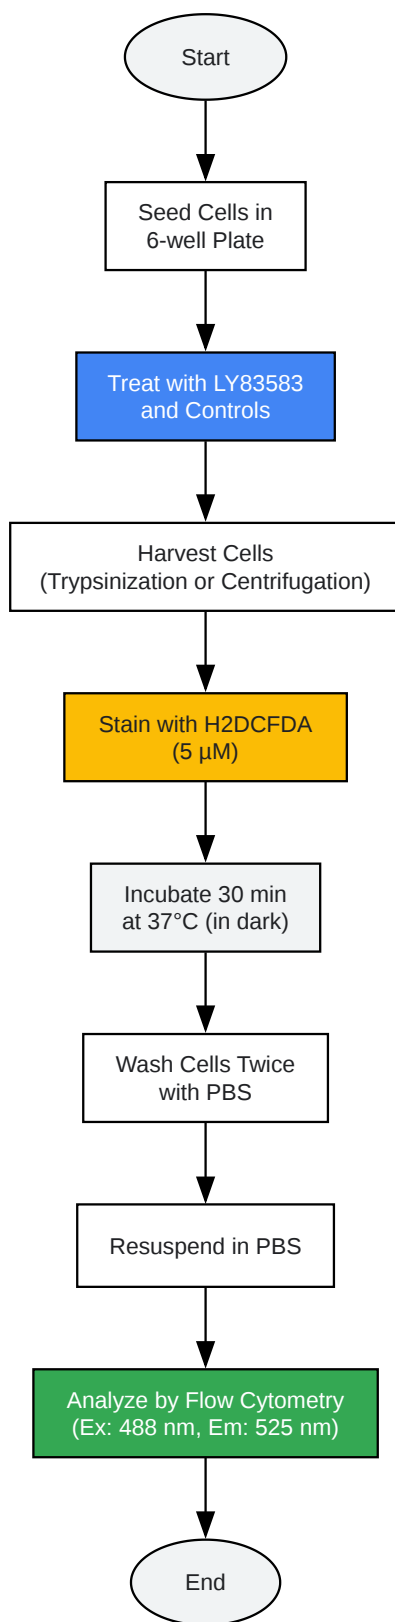 Start
Seed Cells in
6-well Plate
Treat with LY83583
and Controls
Harvest Cells
(Trypsinization or Centrifugation)
Stain with H2DCFDA
(5 µM)
Incubate 30 min
at 37°C (in dark)
Wash Cells Twice
with PBS
Resuspend in PBS
Analyze by Flow Cytometry
(Ex: 488 nm, Em: 525 nm)
End